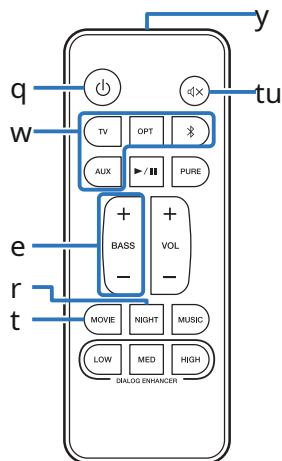 y
q
tu
w
TV OPT
AUX PURE
+ +
BASS VOL
e
− −
r
t
MOVIE NIGHT MUSIC
LOW MED HIGH
DIALOG ENHANCER